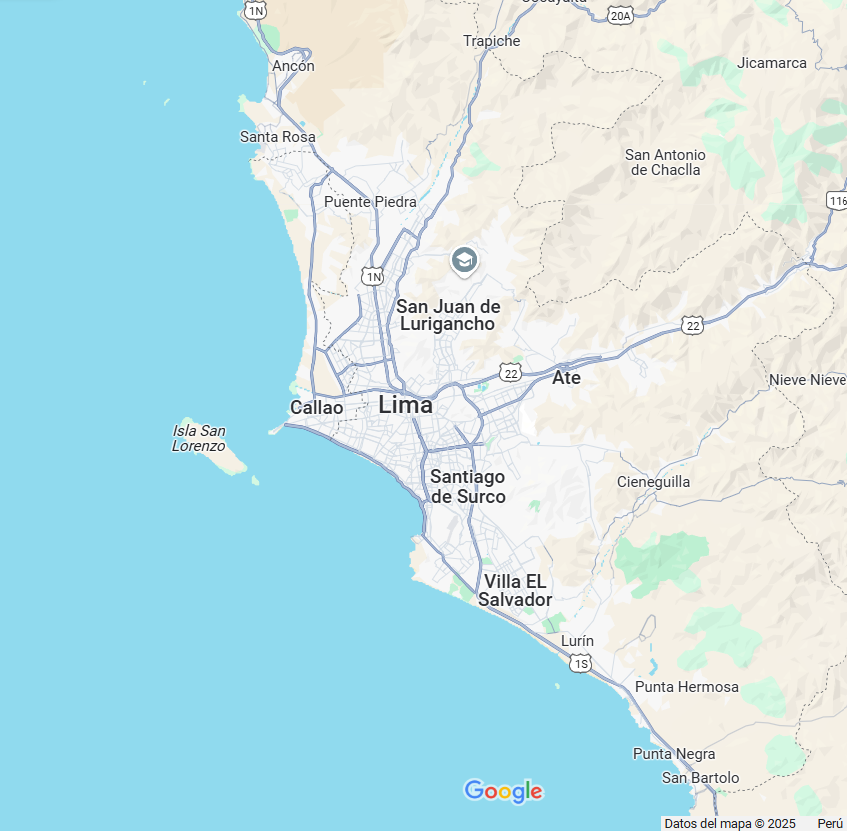 1N
20A
Trapiche
Ancón
Jicamarca
Santa Rosa
San Antonio
de Chaclla
Puente Piedra
116
1N
San Juan de
Lurigancho
22
22
Ate
Nieve Nieve
Callao
Lima
Isla San
Lorenzo
Santiago
de Surco
Cieneguilla
Villa EL
Salvador
Lurín
1S
Punta Hermosa
Punta Negra
San Bartolo
Google
Datos del mapa © 2025
Perú